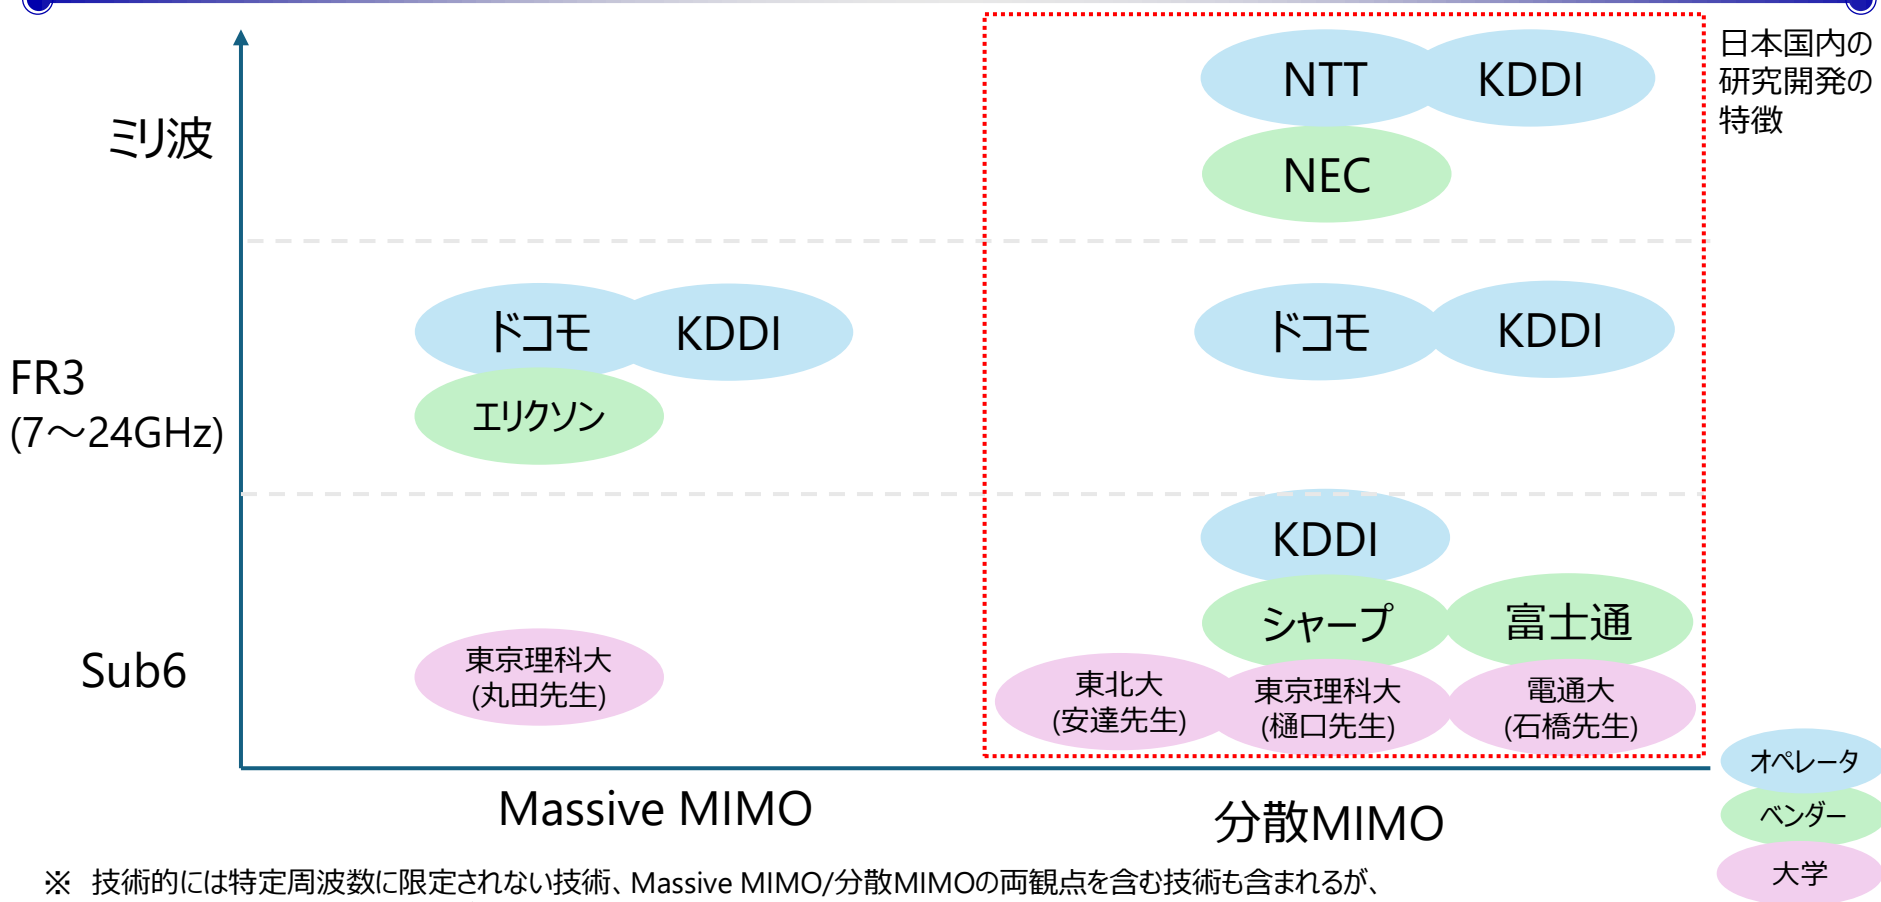 日本国内の
研究開発の
特徴
ミリ波
NTT
KDDI
NEC
FR3
(7～24GHz)
ドコモ
KDDI
エリクソン
ドコモ
KDDI
Sub6
KDDI
シャープ
富士通
東京理科大
(丸田先生)
東北大
(安達先生)
東京理科大
(樋口先生)
電通大
(石橋先生)
Massive MIMO
分散MIMO
オペレータ
ベンダー
大学
※ 技術的には特定周波数に限定されない技術、Massive MIMO/分散MIMOの両観点を含む技術も含まれるが、